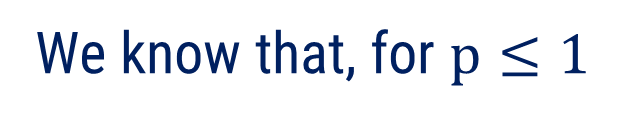 We know that, for p ≤ 1